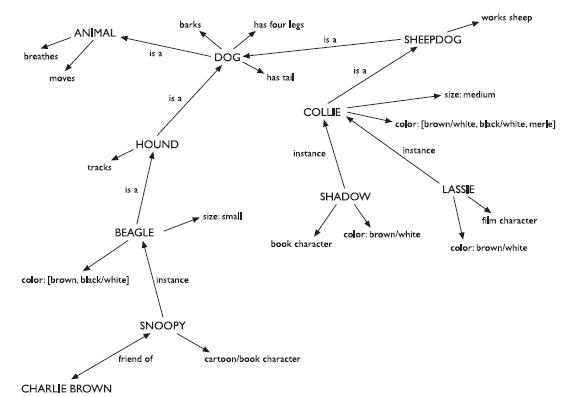 works sheep
barks
has four legs
ANIMAL
is a
SHEEPDOG
breathes
is a
DOG
moves
is a
has tail
is a
size: medium
COLLIE
color: [brown/white, black/white, merle]
HOUND
instance
instance
tracks
is a
SHADOW
LASSIE
size: small
film character
BEAGLE
book character
color: brown/white
color: brown/white
color: [brown, black/white]
instance
SNOOPY
friend of
cartoon/book character
CHARLIE BROWN